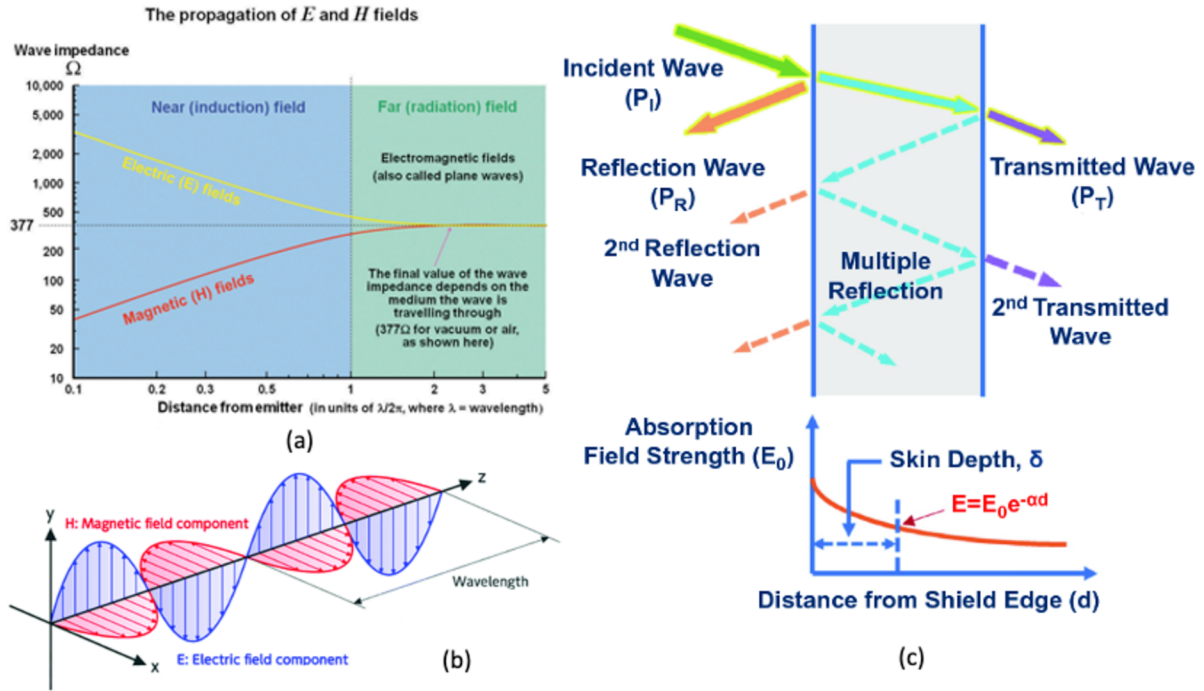 The propagation of E and H fields
Wave impedance
Ω
10,000
5,000
2,000
1,000
500
377
200
100
50
20
10
0.1
0.2
0.3
0.5
1
2
3
5
Near (induction) field
Far (radiation) field
Electric (E) fields
Magnetic (H) fields
Electromagnetic fields
(also called plane waves)
The final value of the wave
impedance depends on the
medium the wave is
travelling through
(377Ω for vacuum or air,
as shown here)
Distance from emitter (in units of λ/2π, where λ = wavelength)
(a)
y
z
x
H: Magnetic field component
E: Electric field component
Wavelength
(b)
Incident Wave
(PI)
Reflection Wave
(PR)
2nd Reflection
Wave
Multiple
Reflection
Transmitted Wave
(PT)
2nd Transmitted
Wave
Absorption
Field Strength (E0)
Skin Depth, δ
E=E0e-αd
Distance from Shield Edge (d)
(c)